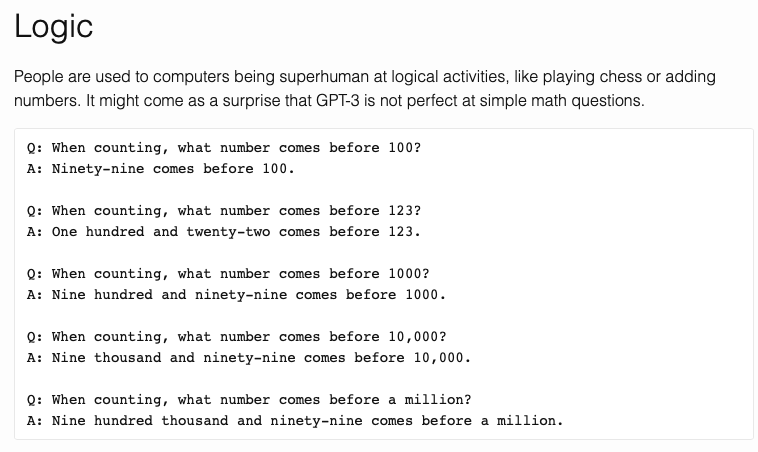 Logic
People are used to computers being superhuman at logical activities, like playing chess or adding
numbers. It might come as a surprise that GPT-3 is not perfect at simple math questions.
Q: When counting, what number comes before 100?
A: Ninety-nine comes before 100.
Q: When counting, what number comes before 123?
A: One hundred and twenty-two comes before 123.
Q: When counting, what number comes before 1000?
A: Nine hundred and ninety-nine comes before 1000.
Q: When counting, what number comes before 10,000?
A: Nine thousand and ninety-nine comes before 10,000.
Q: When counting, what number comes before a million?
A: Nine hundred thousand and ninety-nine comes before a million.